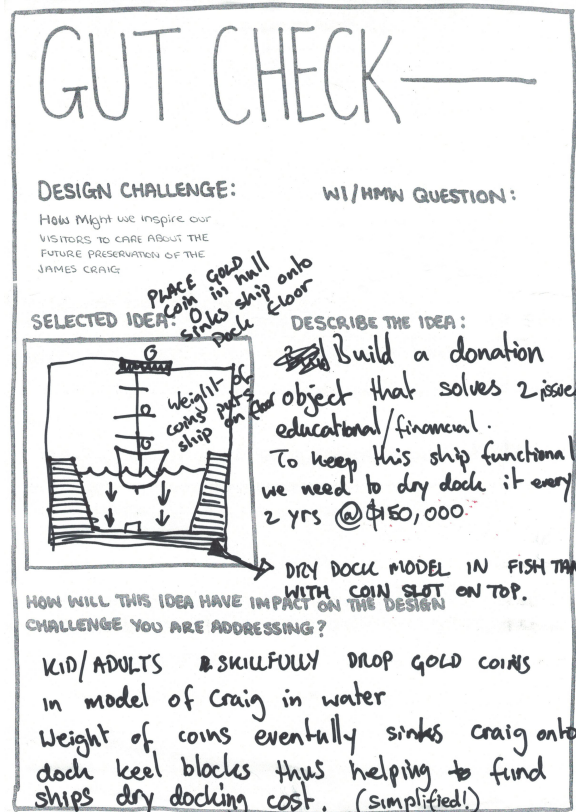 GUT CHECK
DESIGN CHALLENGE:
How Might we inspire our
VISITORS TO CARE ABOUT THE
FUTURE PRESERVATION OF THE
JAMES CRAIG
WI/HMW QUESTION:
SELECTED IDEA:
PLACE GOLD
coin in hull
sinks ship onto
Dock floor
Weight of
coins puts
ship on floor
DESCRIBE THE IDEA:
Build a donation
object that solves 2 issue
educational/financial.
To keep this ship functional
we need to dry dock it every
2 yrs @ $150,000
DRY DOCK MODEL IN FISH TAN
WITH COIN SLOT ON TOP.
HOW WILL THIS IDEA HAVE IMPACT ON THE DESIGN
CHALLENGE YOU ARE ADDRESSING?
KID/ADULTS SKILLFULLY DROP GOLD COINS
in model of Craig in water
Weight of coins eventully sinks Craig onto
dock keel blocks thus helping to fund
ships dry docking cost. (simplified!)